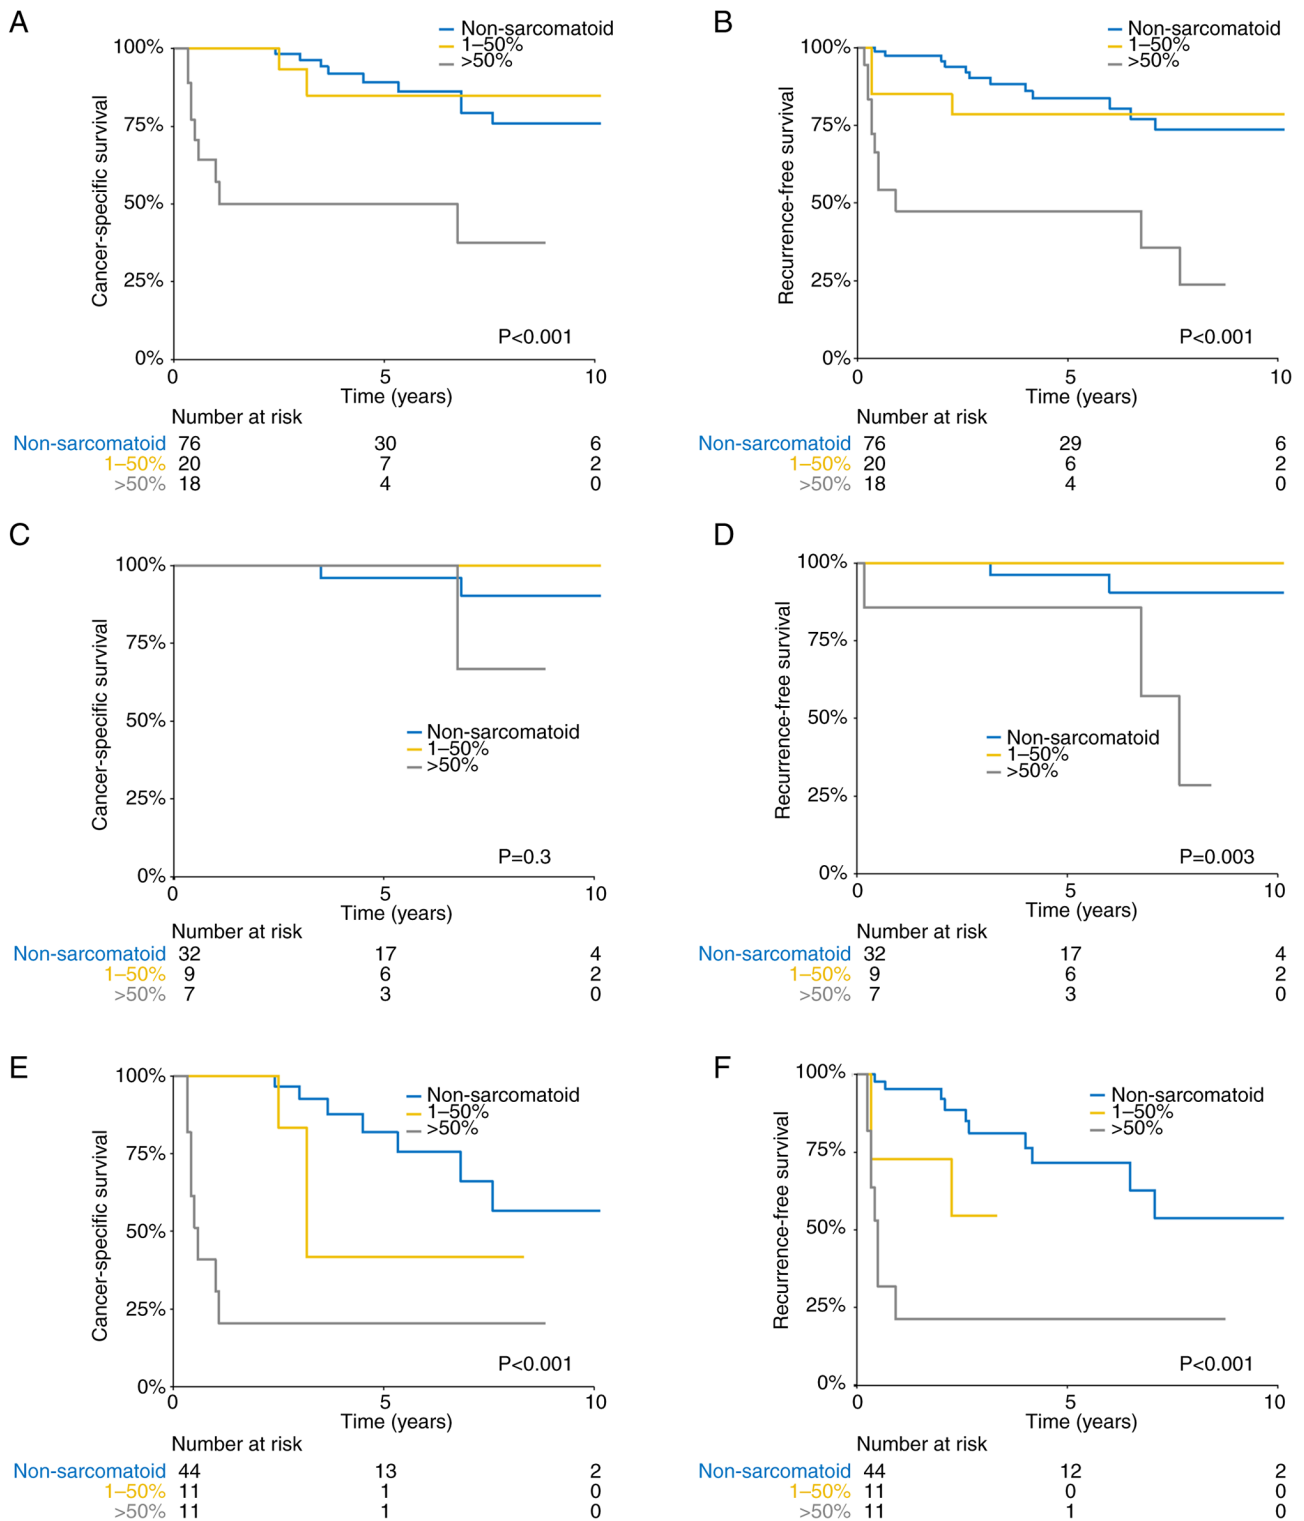 A
Non-sarcomatoid
1–50%
>50%
100%
75%
50%
25%
0%
Cancer-specific survival
P<0.001
0 5 10
Time (years)
Number at risk
Non-sarcomatoid 76 30 6
1–50% 20 7 2
>50% 18 4 0
B
Non-sarcomatoid
1–50%
>50%
100%
75%
50%
25%
0%
Recurrence-free survival
P<0.001
0 5 10
Time (years)
Number at risk
Non-sarcomatoid 76 29 6
1–50% 20 6 2
>50% 18 4 0
C
100%
75%
50%
25%
0%
Cancer-specific survival
Non-sarcomatoid
1–50%
>50%
P=0.3
0 5 10
Time (years)
Number at risk
Non-sarcomatoid 32 17 4
1–50% 9 6 2
>50% 7 3 0
D
100%
75%
50%
25%
0%
Recurrence-free survival
Non-sarcomatoid
1–50%
>50%
P=0.003
0 5 10
Time (years)
Number at risk
Non-sarcomatoid 32 17 4
1–50% 9 6 2
>50% 7 3 0
E
100%
75%
50%
25%
0%
Cancer-specific survival
Non-sarcomatoid
1–50%
>50%
P<0.001
0 5 10
Time (years)
Number at risk
Non-sarcomatoid 44 13 2
1–50% 11 1 0
>50% 11 1 0
F
100%
75%
50%
25%
0%
Recurrence-free survival
Non-sarcomatoid
1–50%
>50%
P<0.001
0 5 10
Time (years)
Number at risk
Non-sarcomatoid 44 12 2
1–50% 11 0 0
>50% 11 1 0